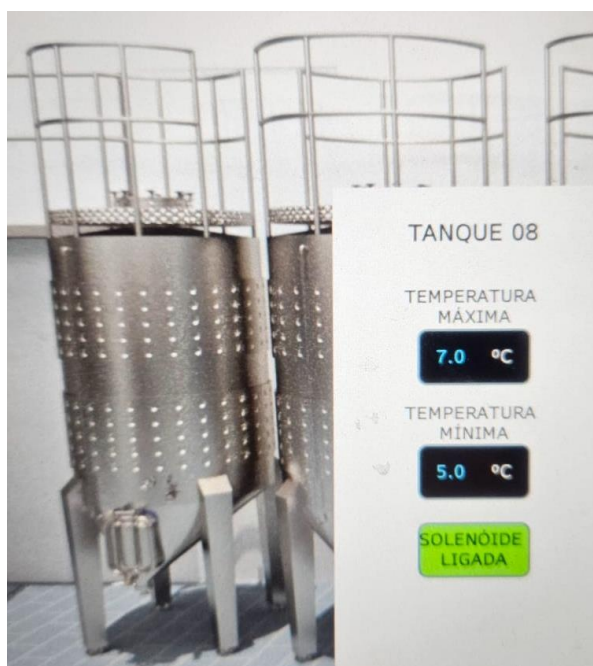 TANQUE 08
TEMPERATURA
MÁXIMA
7.0 ºC
TEMPERATURA
MÍNIMA
5.0 ºC
SOLENÓIDE
LIGADA